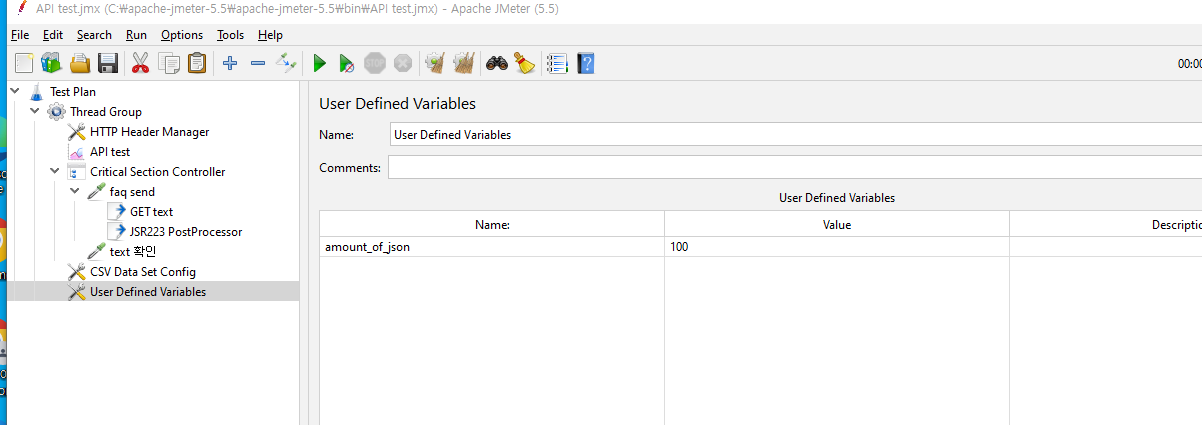 API test.jmx (C:₩apache-jmeter-5.5₩apache-jmeter-5.5₩bin₩API test.jmx) - Apache JMeter (5.5)
File Edit Search Run Options Tools Help
00:00
Test Plan
Thread Group
HTTP Header Manager
API test
Critical Section Controller
faq send
GET text
JSR223 PostProcessor
text 확인
CSV Data Set Config
User Defined Variables
User Defined Variables
Name: User Defined Variables
Comments:
User Defined Variables
Name: Value Descriptio
amount_of_json 100